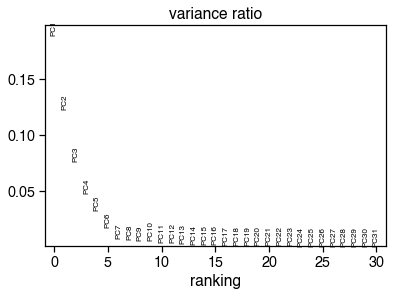 variance ratio
0.15
0.10
0.05
PC2
PC3
PC4
PC5
PC6
PC7
PC8
PC9
PC10
PC11
PC12
PC13
PC14
PC15
PC16
PC17
PC18
PC19
PC20
PC21
PC22
PC23
PC24
PC25
PC26
PC27
PC28
PC29
PC30
PC31
0 5 10 15 20 25 30
ranking